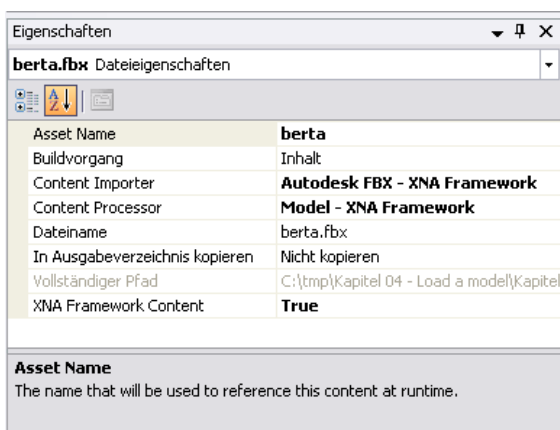 Eigenschaften
berta.fbx Dateieigenschaften
Asset Name berta
Buildvorgang Inhalt
Content Importer Autodesk FBX - XNA Framework
Content Processor Model - XNA Framework
Dateiname berta.fbx
In Ausgabeverzeichnis kopieren Nicht kopieren
Vollständiger Pfad C:\tmp\Kapitel 04 - Load a model\Kapitel
XNA Framework Content True
Asset Name
The name that will be used to reference this content at runtime.